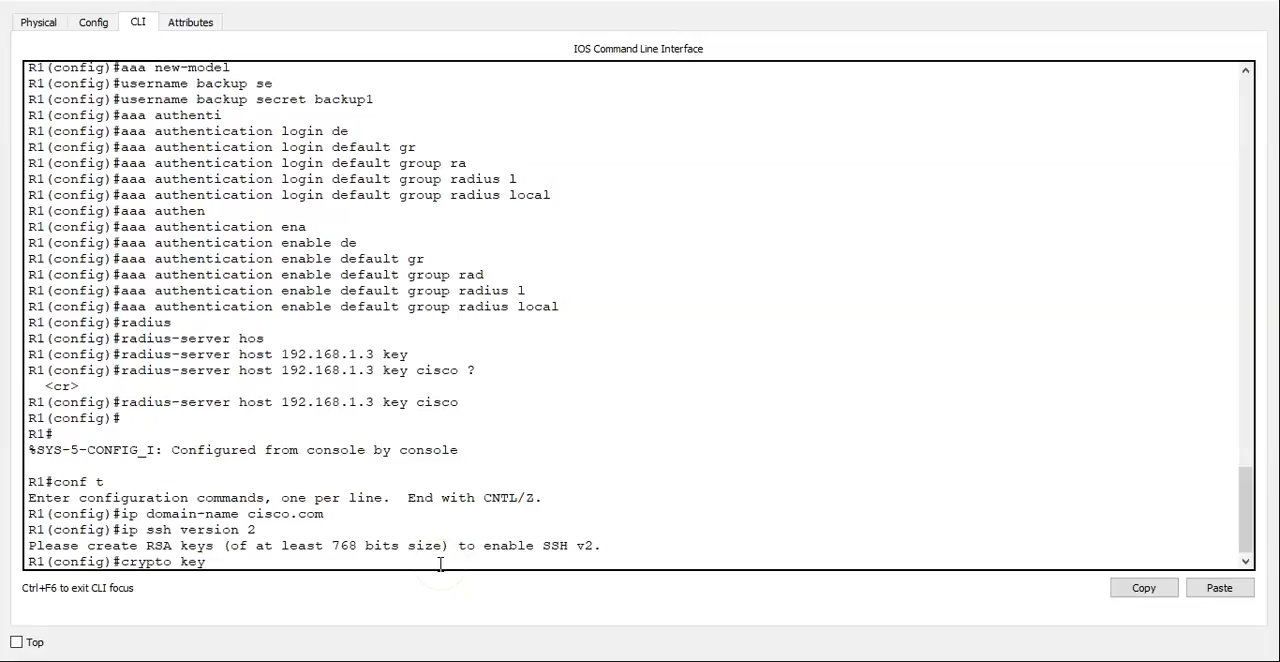 Physical Config CLI Attributes
IOS Command Line Interface
R1(config)#aaa new-model
R1(config)#username backup se
R1(config)#username backup secret backup1
R1(config)#aaa authenti
R1(config)#aaa authentication login de
R1(config)#aaa authentication login default gr
R1(config)#aaa authentication login default group ra
R1(config)#aaa authentication login default group radius l
R1(config)#aaa authentication login default group radius local
R1(config)#aaa authen
R1(config)#aaa authentication ena
R1(config)#aaa authentication enable de
R1(config)#aaa authentication enable default gr
R1(config)#aaa authentication enable default group rad
R1(config)#aaa authentication enable default group radius l
R1(config)#aaa authentication enable default group radius local
R1(config)#radius
R1(config)#radius-server hos
R1(config)#radius-server host 192.168.1.3 key
R1(config)#radius-server host 192.168.1.3 key cisco ?
<cr>
R1(config)#radius-server host 192.168.1.3 key cisco
R1(config)#
R1#
%SYS-5-CONFIG_I: Configured from console by console
R1#conf t
Enter configuration commands, one per line. End with CNTL/Z.
R1(config)#ip domain-name cisco.com
R1(config)#ip ssh version 2
Please create RSA keys (of at least 768 bits size) to enable SSH v2.
R1(config)#crypto key
Ctrl+F6 to exit CLI focus
Copy Paste
Top